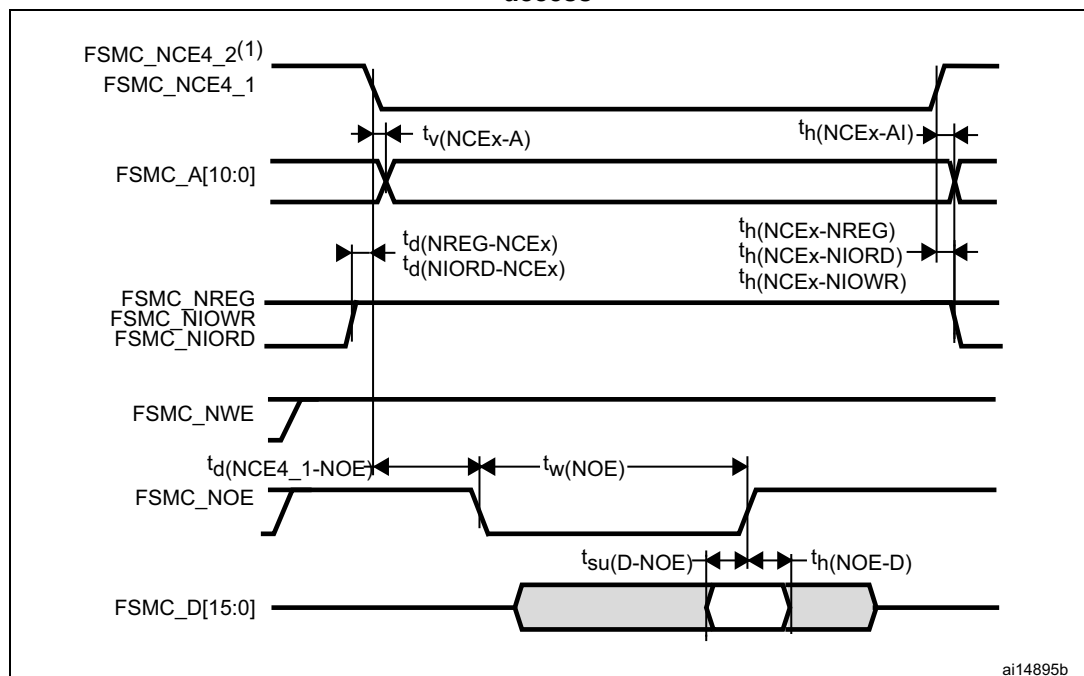 access
FSMC_NCE4_2(1)
FSMC_NCE4_1
tv(NCEx-A)
th(NCEx-AI)
FSMC_A[10:0]
td(NREG-NCEx)
td(NIORD-NCEx)
th(NCEx-NREG)
th(NCEx-NIORD)
th(NCEx-NIOWR)
FSMC_NREG
FSMC_NIOWR
FSMC_NIORD
FSMC_NWE
td(NCE4_1-NOE)
tw(NOE)
FSMC_NOE
tsu(D-NOE)
th(NOE-D)
FSMC_D[15:0]
ai14895b